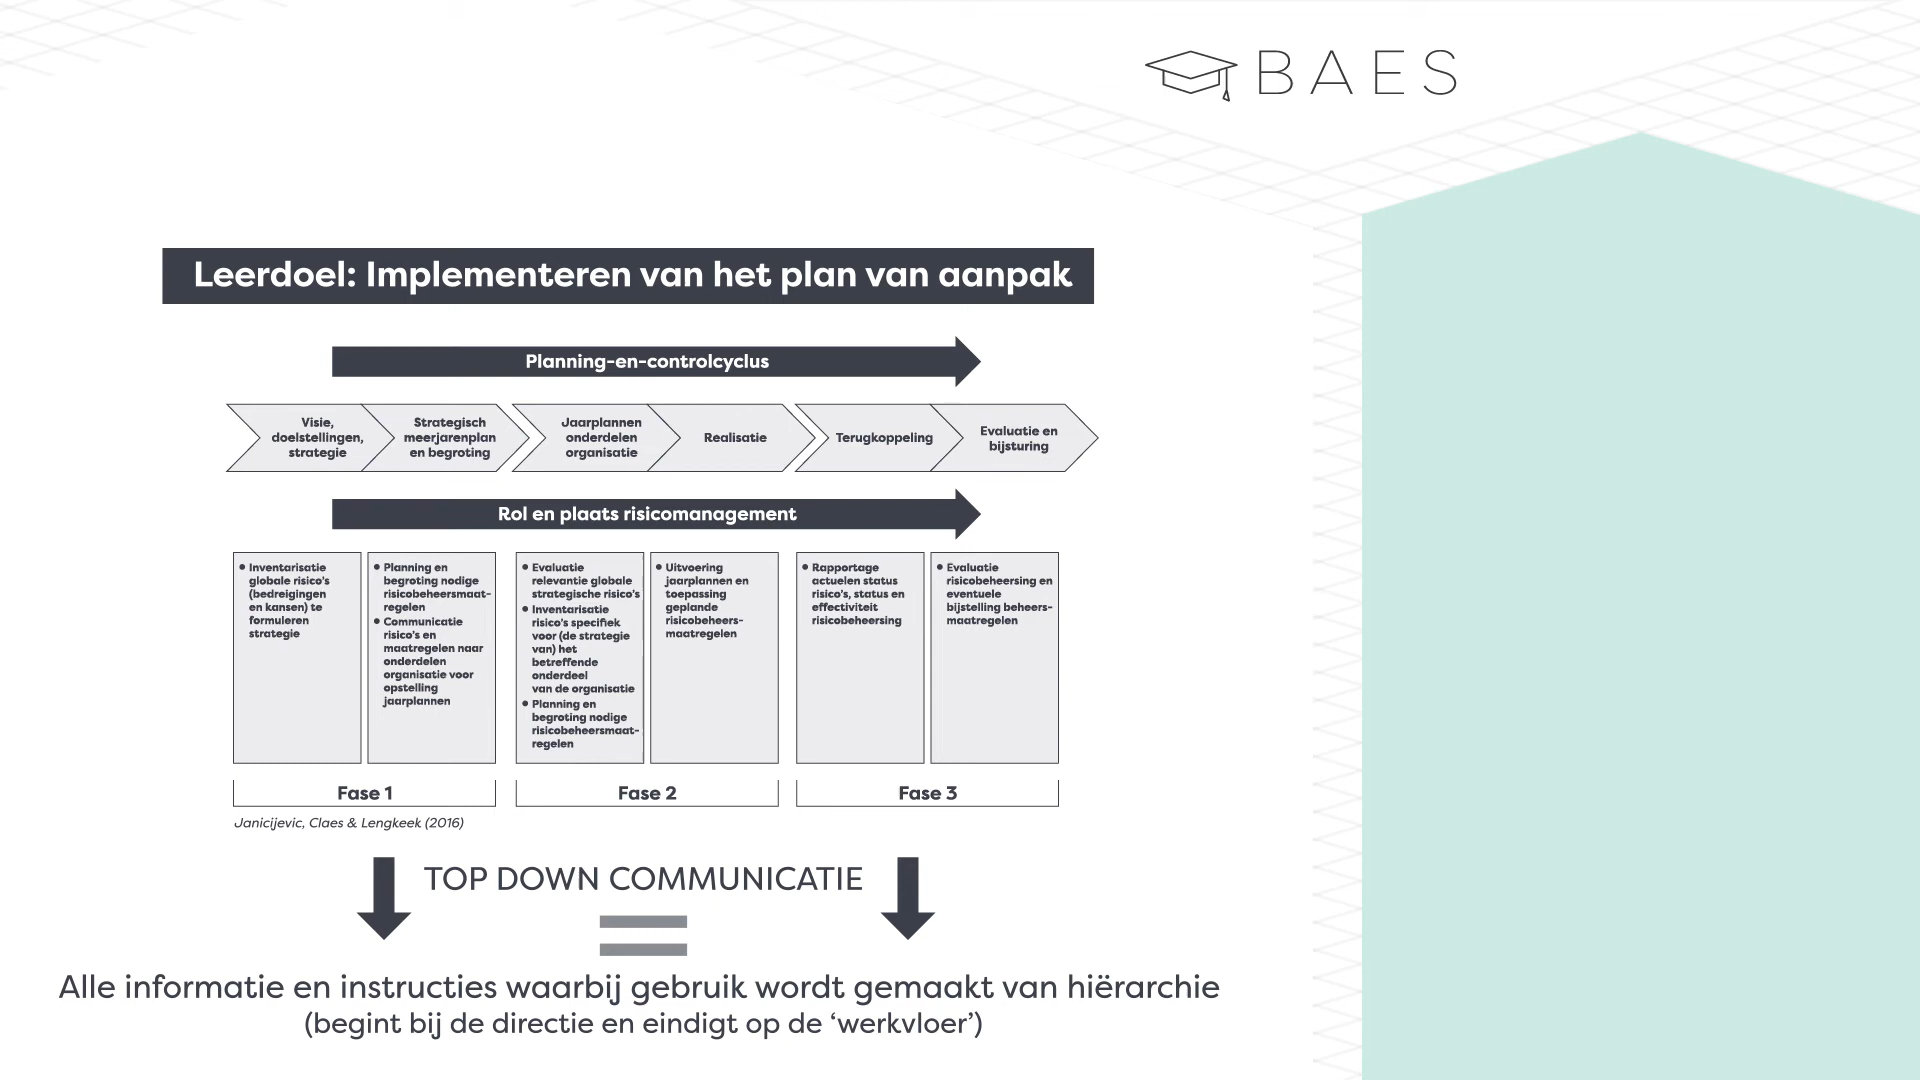 BAES
Leerdoel: Implementeren van het plan van aanpak
Planning-en-controlcyclus
Visie,
doelstellingen,
strategie
Strategisch
meerjarenplan
en begroting
Jaarplannen
onderdelen
organisatie
Realisatie
Terugkoppeling
Evaluatie en
bijsturing
Rol en plaats risicomanagement
• Inventarisatie
globale risico's
(bedreigingen
en kansen) te
formuleren
strategie
• Planning en
begroting nodige
risicobeheersmaat-
regelen
• Communicatie
risico's en
maatregelen naar
onderdelen
organisatie voor
opstelling
jaarplannen
• Evaluatie
relevantie globale
strategische risico's
• Inventarisatie
risico's specifiek
voor (de strategie
van) het
betreffende
onderdeel
van de organisatie
• Planning en
begroting nodige
risicobeheersmaat-
regelen
• Uitvoering
jaarplannen en
toepassing
geplande
risicobeheers-
maatregelen
• Rapportage
actuelen status
risico's, status en
effectiviteit
risicobeheersing
• Evaluatie
risicobeheersing en
eventuele
bijstelling beheers-
maatregelen
Fase 1
Fase 2
Fase 3
Janicijevic, Claes & Lengkeek (2016)
TOP DOWN COMMUNICATIE
Alle informatie en instructies waarbij gebruik wordt gemaakt van hiërarchie
(begint bij de directie en eindigt op de ‘werkvloer’)